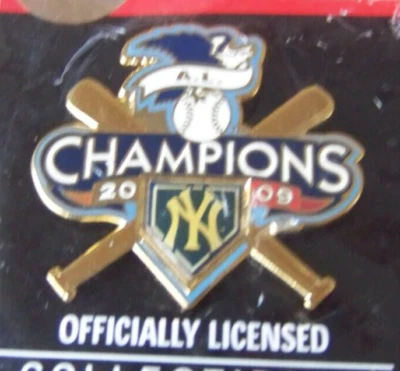 A.L.
CHAMPIONS
20 09
NY
OFFICIALLY LICENSED